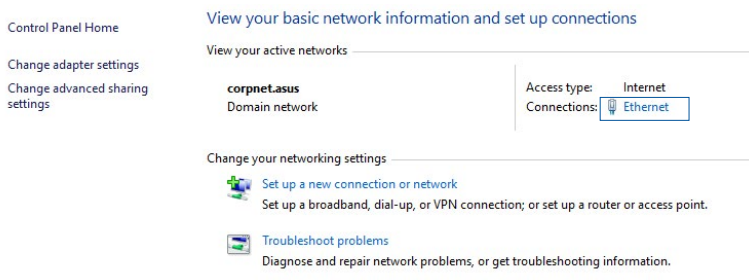 Control Panel Home
Change adapter settings
Change advanced sharing
settings
View your basic network information and set up connections
View your active networks
corpnet.asus
Domain network
Access type: Internet
Connections: Ethernet
Change your networking settings
Set up a new connection or network
Set up a broadband, dial-up, or VPN connection; or set up a router or access point.
Troubleshoot problems
Diagnose and repair network problems, or get troubleshooting information.